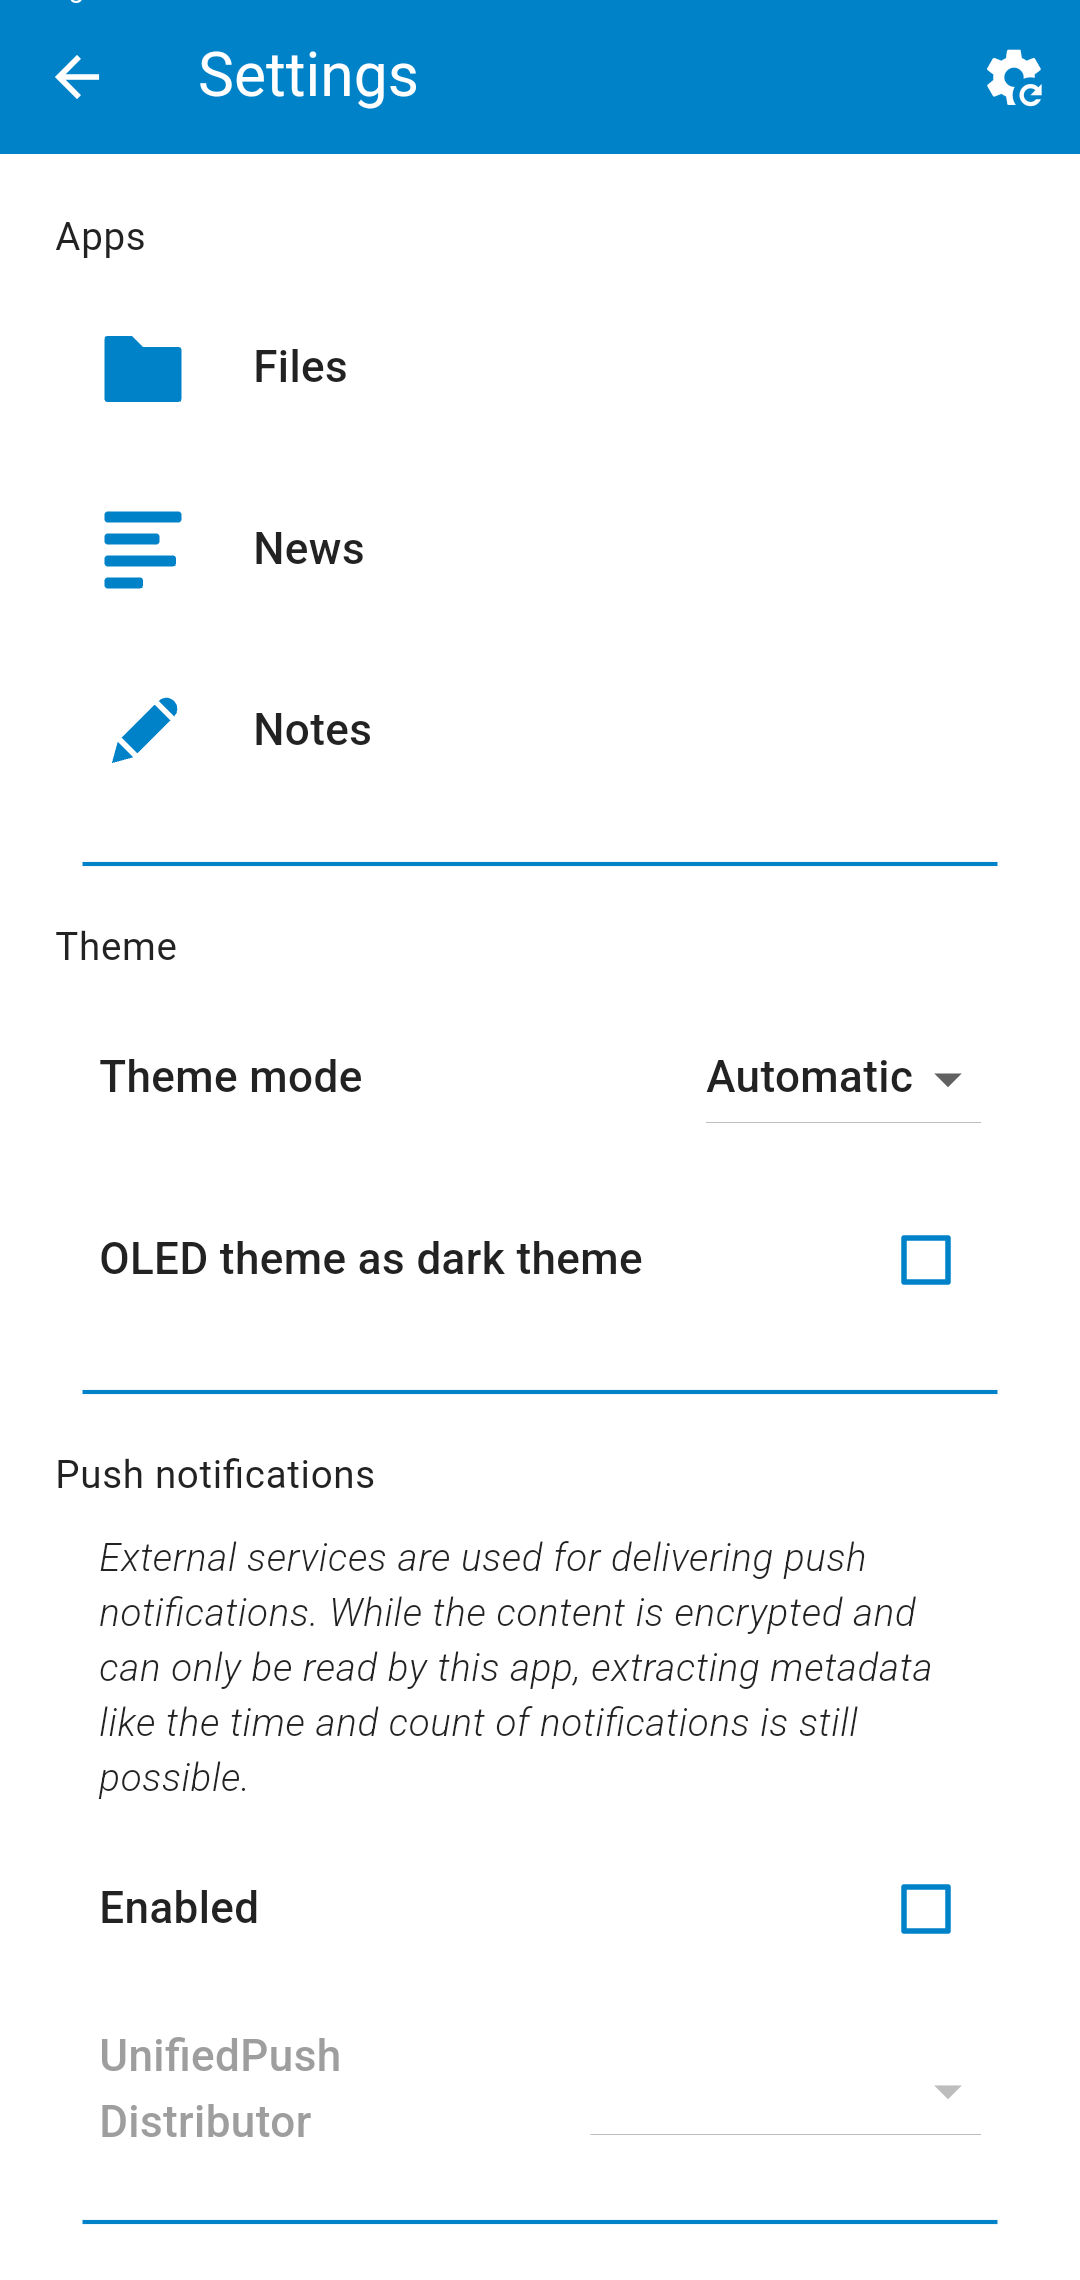 Settings
Apps
Files
News
Notes
Theme
Theme mode
Automatic
OLED theme as dark theme
Push notifications
External services are used for delivering push
notifications. While the content is encrypted and
can only be read by this app, extracting metadata
like the time and count of notifications is still
possible.
Enabled
UnifiedPush
Distributor